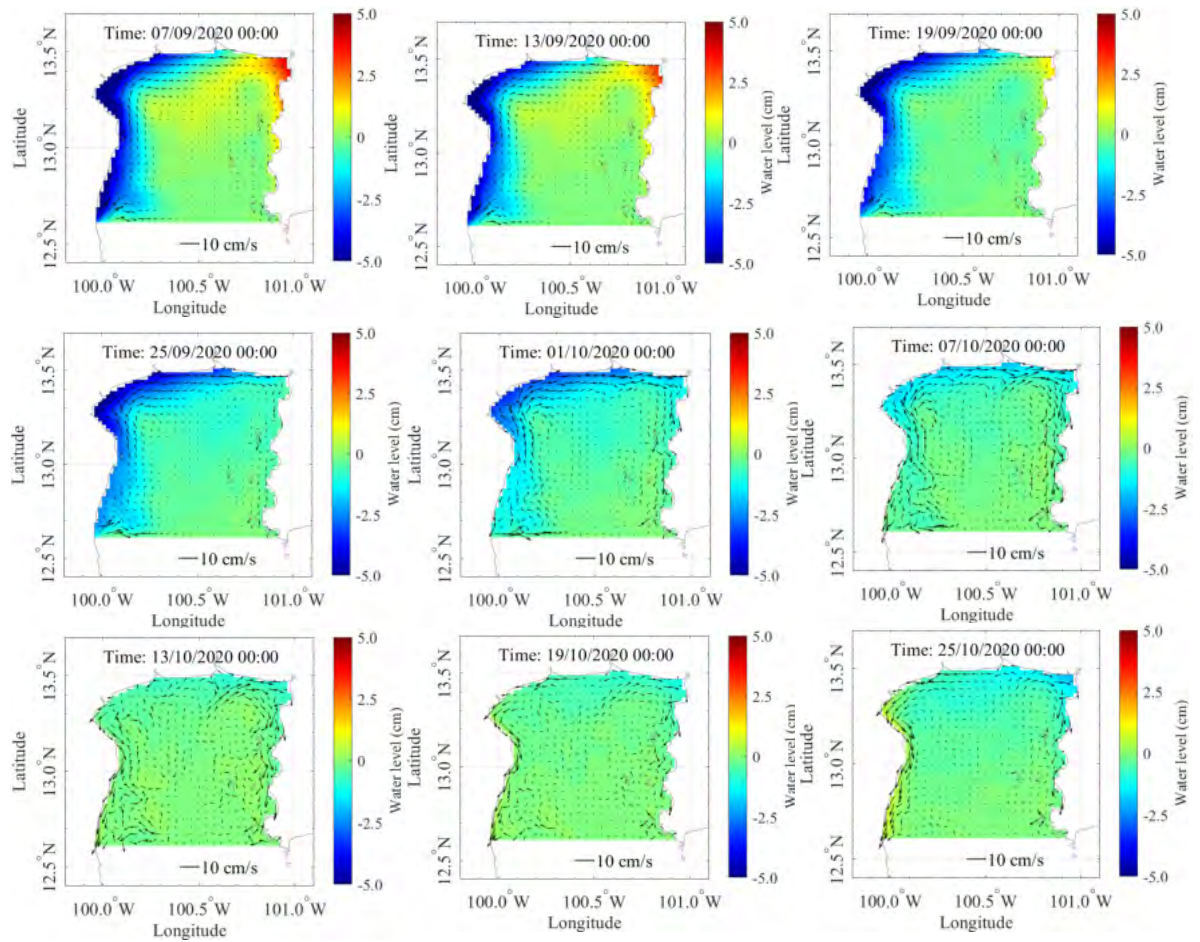 Time: 07/09/2020 00:00
5.0
13.5°N
2.5
Latitude
13.0°N
0
Water level (cm)
-2.5
12.5°N
10 cm/s
-5.0
100.0°W 100.5°W 101.0°W
Longitude
Time: 13/09/2020 00:00
5.0
13.5°N
2.5
Latitude
13.0°N
0
Water level (cm)
-2.5
12.5°N
10 cm/s
-5.0
100.0°W 100.5°W 101.0°W
Longitude
Time: 19/09/2020 00:00
5.0
13.5°N
2.5
Latitude
13.0°N
0
Water level (cm)
-2.5
12.5°N
10 cm/s
-5.0
100.0°W 100.5°W 101.0°W
Longitude
Time: 25/09/2020 00:00
5.0
13.5°N
2.5
Latitude
13.0°N
0
Water level (cm)
-2.5
12.5°N
10 cm/s
-5.0
100.0°W 100.5°W 101.0°W
Longitude
Time: 01/10/2020 00:00
5.0
13.5°N
2.5
Latitude
13.0°N
0
Water level (cm)
-2.5
12.5°N
10 cm/s
-5.0
100.0°W 100.5°W 101.0°W
Longitude
Time: 07/10/2020 00:00
5.0
13.5°N
2.5
Latitude
13.0°N
0
Water level (cm)
-2.5
12.5°N
10 cm/s
-5.0
100.0°W 100.5°W 101.0°W
Longitude
Time: 13/10/2020 00:00
5.0
13.5°N
2.5
Latitude
13.0°N
0
Water level (cm)
-2.5
12.5°N
10 cm/s
-5.0
100.0°W 100.5°W 101.0°W
Longitude
Time: 19/10/2020 00:00
5.0
13.5°N
2.5
Latitude
13.0°N
0
Water level (cm)
-2.5
12.5°N
10 cm/s
-5.0
100.0°W 100.5°W 101.0°W
Longitude
Time: 25/10/2020 00:00
5.0
13.5°N
2.5
Latitude
13.0°N
0
Water level (cm)
-2.5
12.5°N
10 cm/s
-5.0
100.0°W 100.5°W 101.0°W
Longitude